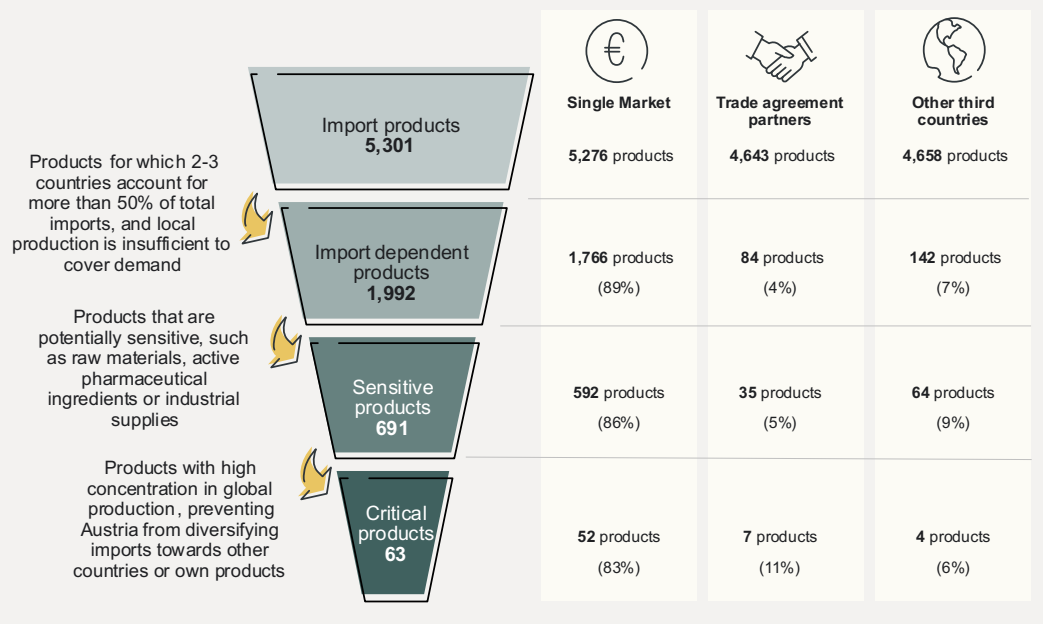 Single Market
Trade agreement
partners
Other third
countries
Import products
5,301
5,276 products
4,643 products
4,658 products
Products for which 2-3
countries account for
more than 50% of total
imports, and local
production is insufficient to
cover demand
Import dependent
products
1,992
1,766 products
(89%)
84 products
(4%)
142 products
(7%)
Products that are
potentially sensitive, such
as raw materials, active
pharmaceutical
ingredients or industrial
supplies
Sensitive
products
691
592 products
(86%)
35 products
(5%)
64 products
(9%)
Products with high
concentration in global
production, preventing
Austria from diversifying
imports towards other
countries or own products
Critical
products
63
52 products
(83%)
7 products
(11%)
4 products
(6%)